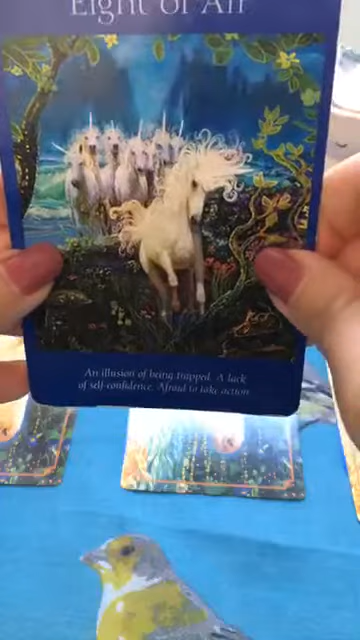 Eight of Air
An illusion of being trapped. A lack
of self-confidence. Afraid to take action.